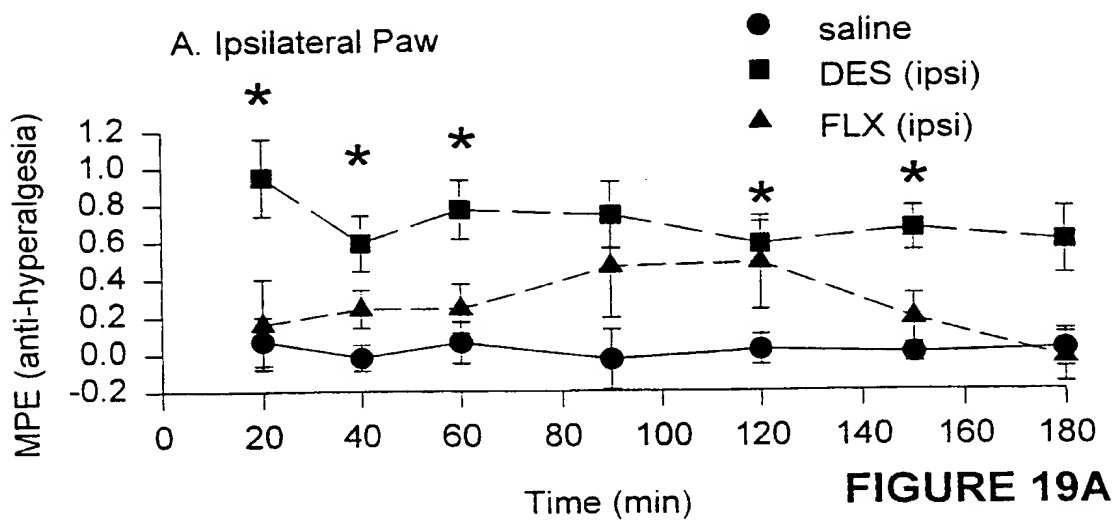 A. Ipsilateral Paw
saline
DES (ipsi)
FLX (ipsi)
* * * * *
MPE (anti-hyperalgesia)
1.2
1.0
0.8
0.6
0.4
0.2
0.0
-0.2
0 20 40 60 80 100 120 140 160 180
Time (min)
FIGURE 19A